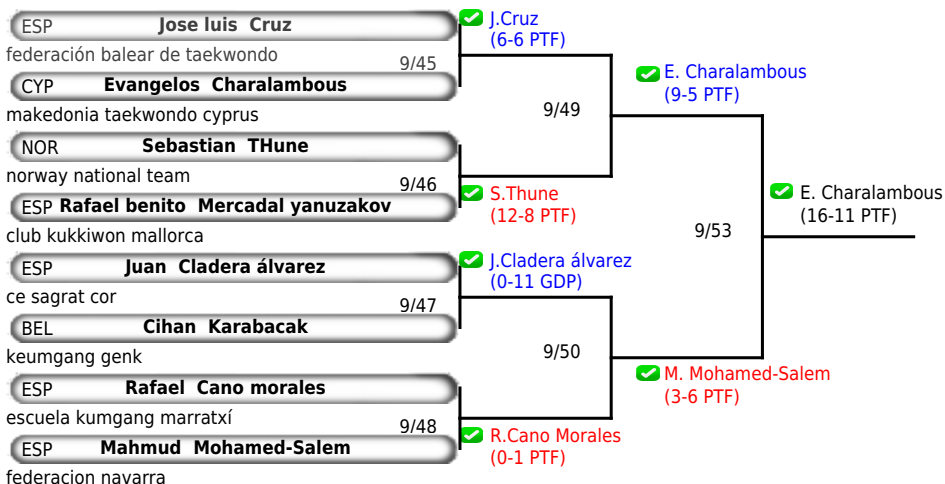 ESP Jose luis Cruz
federación balear de taekwondo
9/45
CYP Evangelos Charalambous
makedonia taekwondo cyprus
NOR Sebastian THune
norway national team
9/46
ESP Rafael benito Mercadal yanuzakov
club kukkiwon mallorca
ESP Juan Cladera álvarez
ce sagrat cor
9/47
BEL Cihan Karabacak
keumgang genk
ESP Rafael Cano morales
escuela kumgang marratxí
9/48
ESP Mahmud Mohamed-Salem
federacion navarra
J.Cruz
(6-6 PTF)
9/49
S.Thune
(12-8 PTF)
J.Cladera álvarez
(0-11 GDP)
9/50
R.Cano Morales
(0-1 PTF)
E. Charalambous
(9-5 PTF)
9/53
M. Mohamed-Salem
(3-6 PTF)
E. Charalambous
(16-11 PTF)